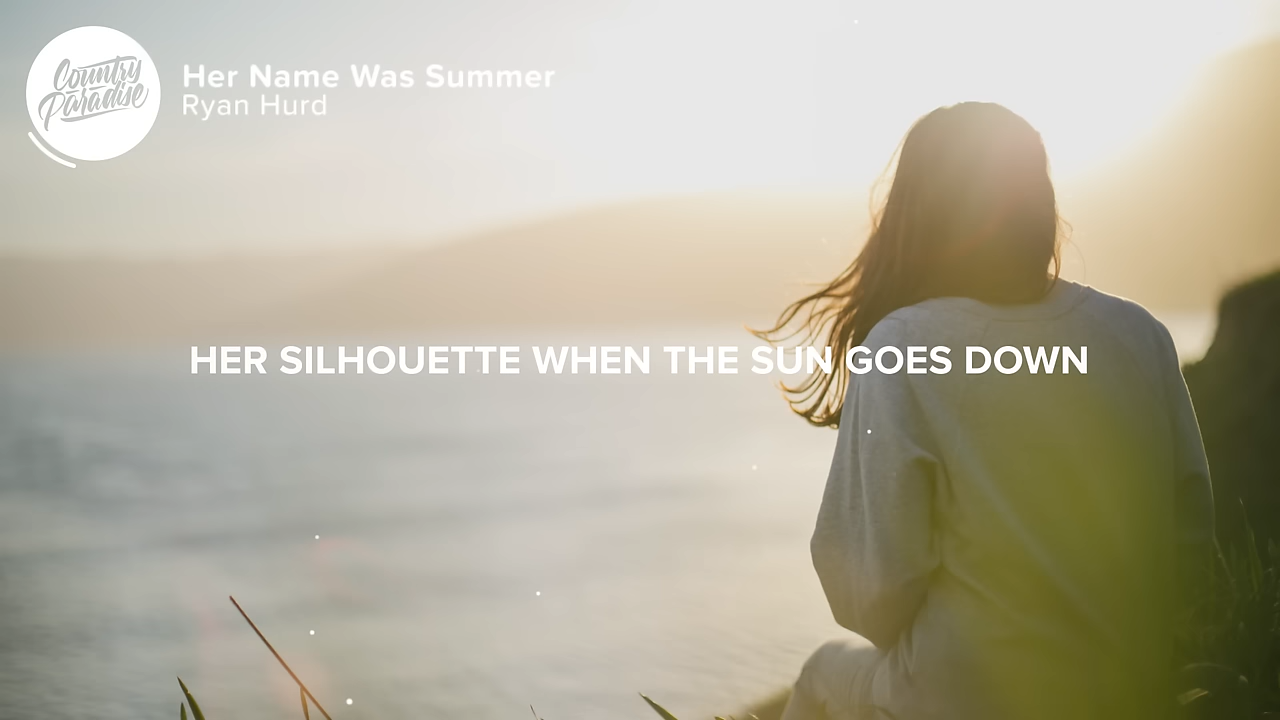 Country
Paradise
Her Name Was Summer
Ryan Hurd
HER SILHOUETTE WHEN THE SUN GOES DOWN